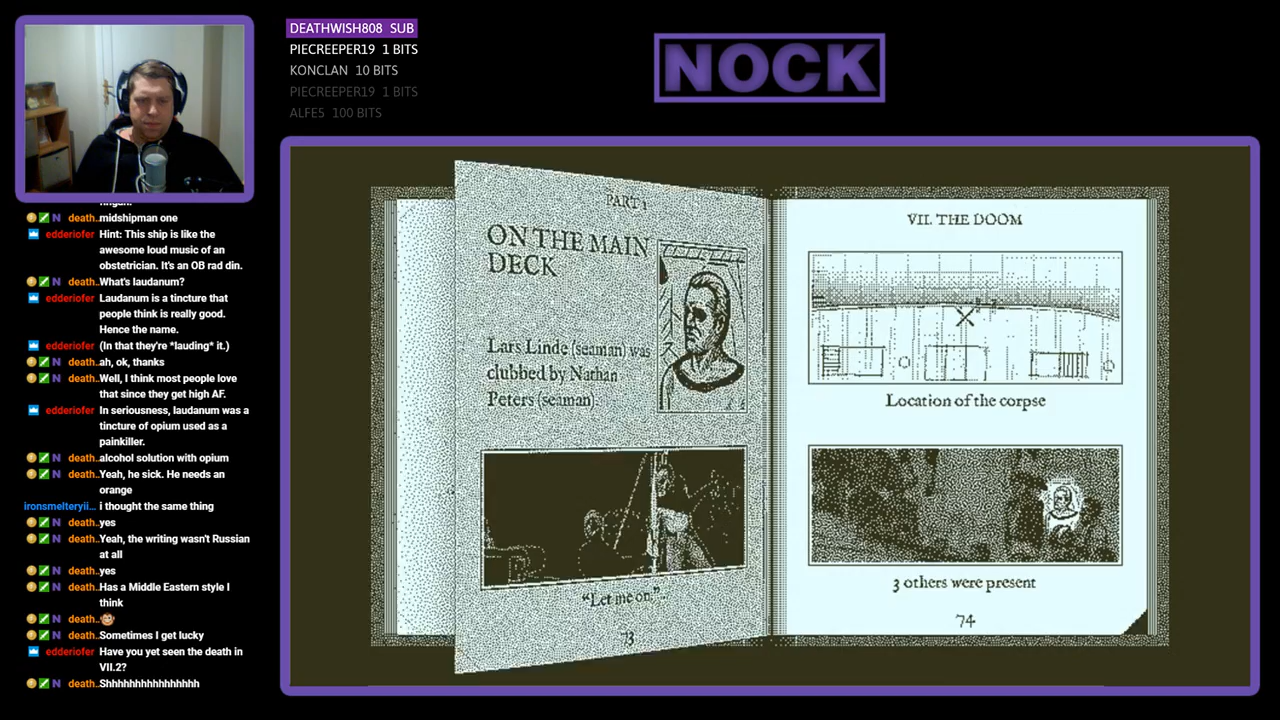 DEATHWISH808 SUB
PIECREEPER19 1 BITS
KONCLAN 10 BITS
PIECREEPER19 1 BITS
ALFE5 100 BITS
NOCK
death.. midshipman one
edderiofer Hint: This ship is like the
awesome loud music of an
obstetrician. It's an OB rad din.
death.. What's laudanum?
edderiofer Laudanum is a tincture that
people think is really good.
Hence the name.
edderiofer (In that they're *lauding* it.)
death.. ah, ok, thanks
death.. Well, I think most people love
that since they get high AF.
edderiofer In seriousness, laudanum was a
tincture of opium used as a
painkiller.
death.. alcohol solution with opium
death.. Yeah, he sick. He needs an
orange
ironsmelteryii... i thought the same thing
death.. yes
death.. Yeah, the writing wasn't Russian
at all
death.. yes
death.. Has a Middle Eastern style I
think
death..
death.. Sometimes I get lucky
edderiofer Have you yet seen the death in
VII.2?
death.. Shhhhhhhhhhhhhhhh
PART 1
ON THE MAIN
DECK
Lars Linde (seaman) was
clubbed by Nathan
Peters (seaman).
"Let me on."
73
VII. THE DOOM
Location of the corpse
3 others were present
74